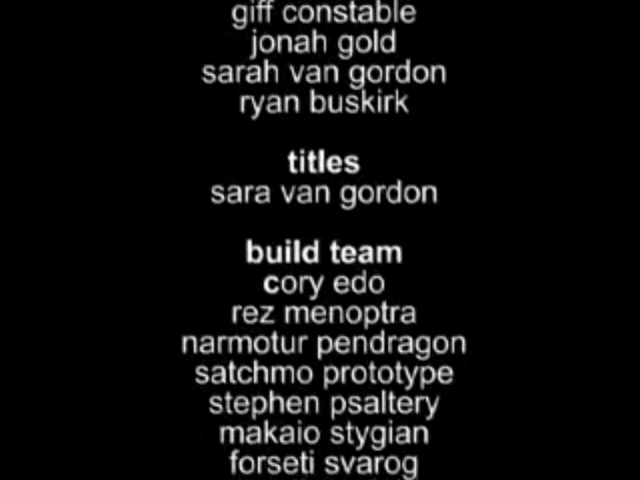 giff constable
jonah gold
sarah van gordon
ryan buskirk
titles
sara van gordon
build team
cory edo
rez menoptra
narmotur pendragon
satchmo prototype
stephen psaltery
makaio stygian
forseti svarog